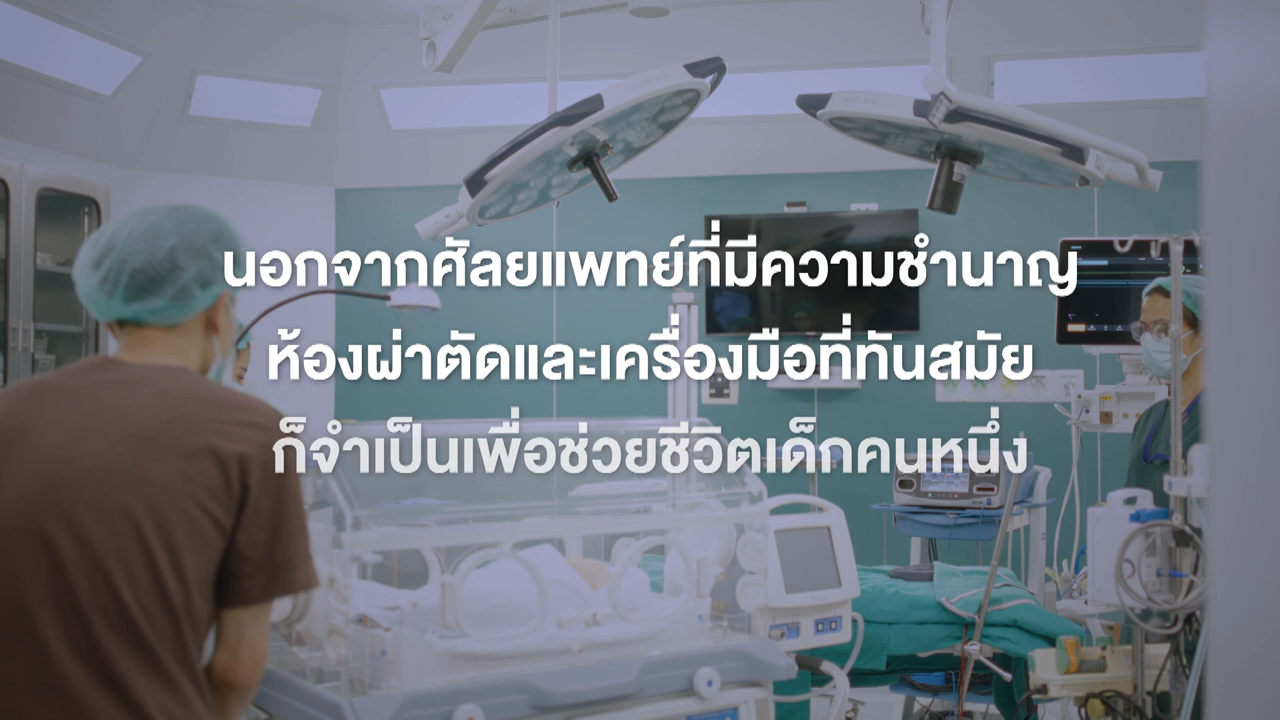 นอกจากศัลยแพทย์ที่มีความชำนาญ
ห้องผ่าตัดและเครื่องมือที่ทันสมัย
ก็จำเป็นเพื่อช่วยชีวิตเด็กคนหนึ่ง